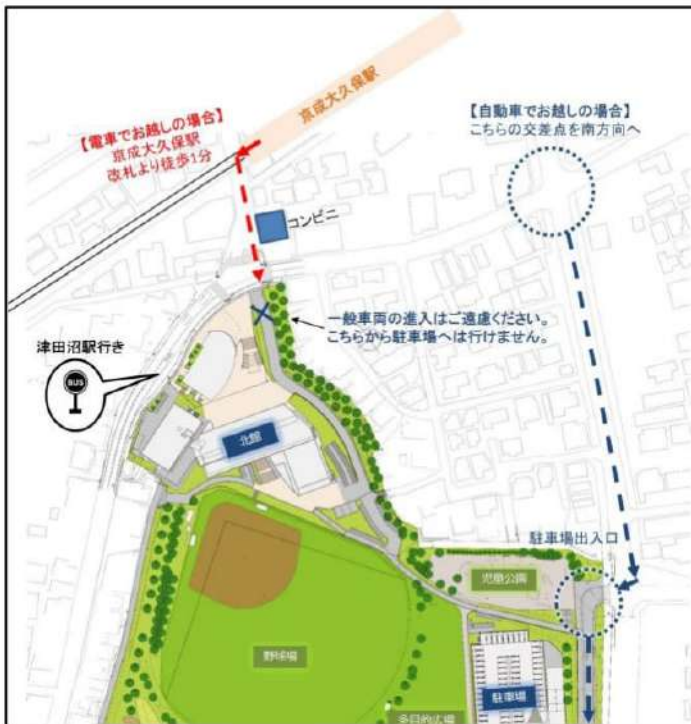 京成大久保駅
【電車でお越しの場合】
京成大久保駅
改札より徒歩1分
【自動車でお越しの場合】
こちらの交差点を南方向へ
コンビニ
一般車両の進入はご遠慮ください。
こちらから駐車場へは行けません。
津田沼駅行き
BUS
北館
駐車場出入口
児童公園
野球場
駐車場
多目的広場